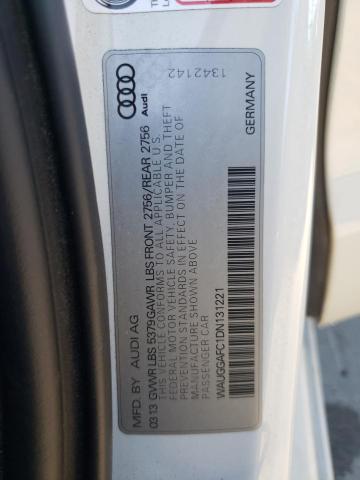 MFD. BY AUDI AG
03.13 GVWR LBS 5379 GAWR LBS FRONT 2756/REAR 2756
THIS VEHICLE CONFORMS TO ALL APPLICABLE U.S.
FEDERAL MOTOR VEHICLE SAFETY, BUMPER AND THEFT
PREVENTION STANDARDS IN EFFECT ON THE DATE OF
MANUFACTURE SHOWN ABOVE.
PASSENGER CAR
WAUGGAFC1DN131221
GERMANY
Audi
1342142